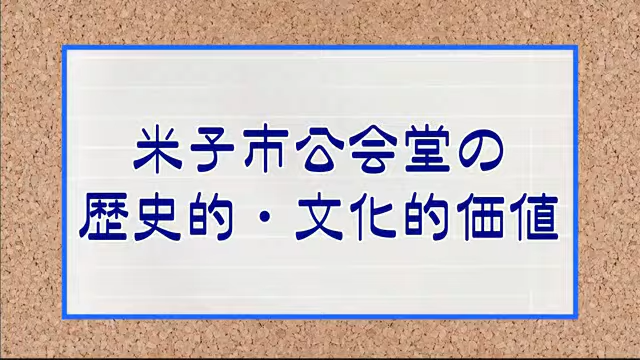 米子市公会堂の
歴史的・文化的価値